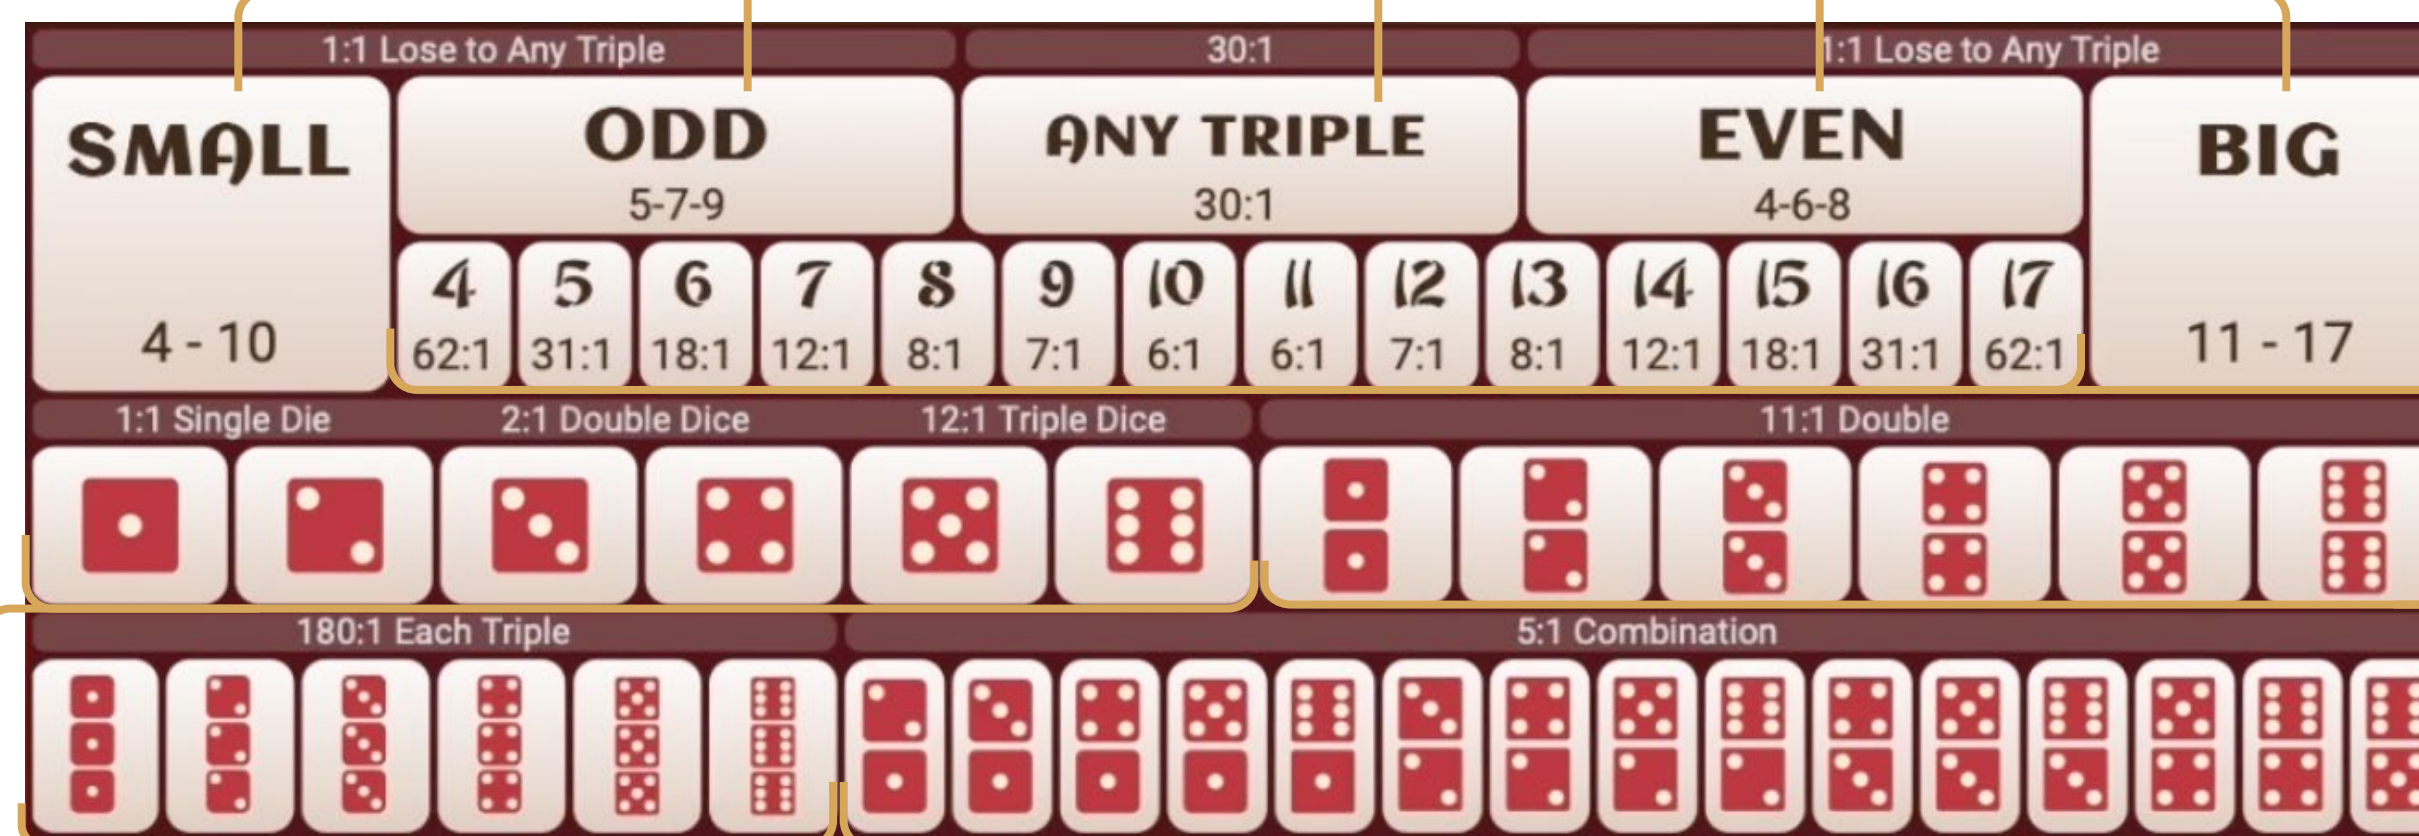 1:1 Lose to Any Triple
30:1
1:1 Lose to Any Triple
SMALL
4 - 10
ODD
5-7-9
ANY TRIPLE
30:1
EVEN
4-6-8
BIG
11 - 17
4 5 6 7 8 9 10 11 12 13 14 15 16 17
62:1 31:1 18:1 12:1 8:1 7:1 6:1 6:1 7:1 8:1 12:1 18:1 31:1 62:1
1:1 Single Die 2:1 Double Dice 12:1 Triple Dice
11:1 Double
180:1 Each Triple
5:1 Combination